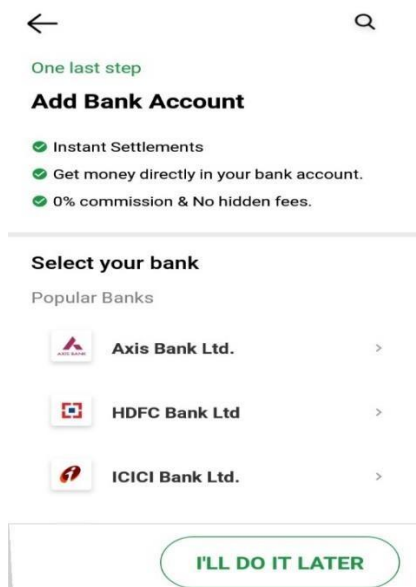 One last step
Add Bank Account
Instant Settlements
Get money directly in your bank account.
0% commission & No hidden fees.
Select your bank
Popular Banks
AXIS BANK
Axis Bank Ltd.
HDFC Bank Ltd
ICICI Bank Ltd.
I'LL DO IT LATER